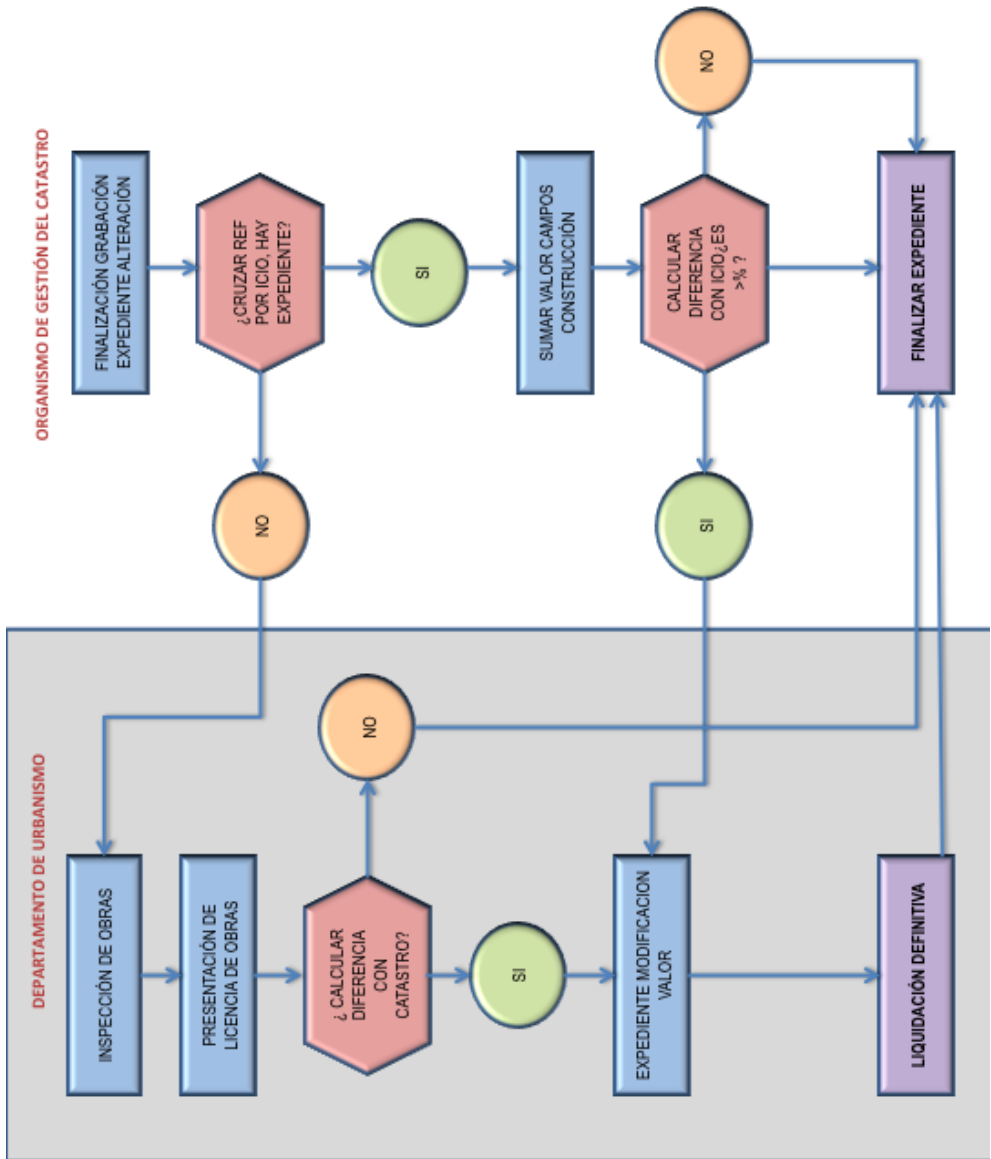 DEPARTAMENTO DE URBANISMO
ORGANISMO DE GESTIÓN DEL CATASTRO
INSPECCIÓN DE OBRAS
PRESENTACIÓN DE
LICENCIA DE OBRAS
¿ CALCULAR
DIFERENCIA
CON
CATASTRO?
NO
SI
EXPEDIENTE MODIFICACION
VALOR
LIQUIDACIÓN DEFINITIVA
FINALIZACIÓN GRABACIÓN
EXPEDIENTE ALTERACIÓN
¿CRUZAR REF
POR ICIO, HAY
EXPEDIENTE?
NO
SI
SUMAR VALOR CAMPOS
CONSTRUCCIÓN
CALCULAR
DIFERENCIA
CON ICIO¿ES
>% ?
SI
NO
FINALIZAR EXPEDIENTE